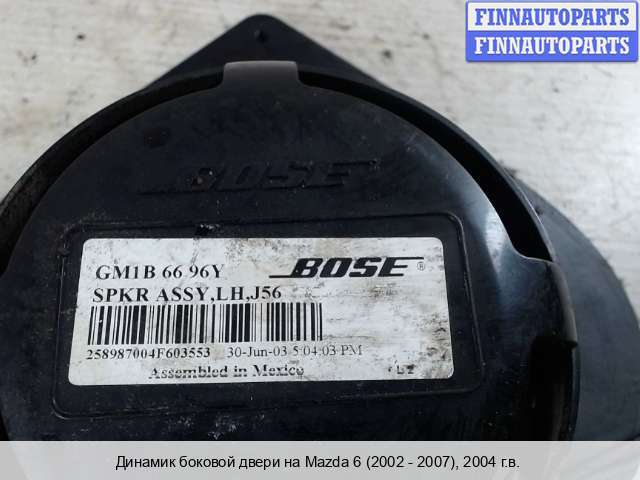 FINNAUTOPARTS
FINNAUTOPARTS
BOSE
GM1B 66 96Y
BOSE®
SPKR ASSY,LH,J56
258987004F603553 30-Jun-03 5:04:03 PM
Assembled in Mexico
Динамик боковой двери на Mazda 6 (2002 - 2007), 2004 г.в.